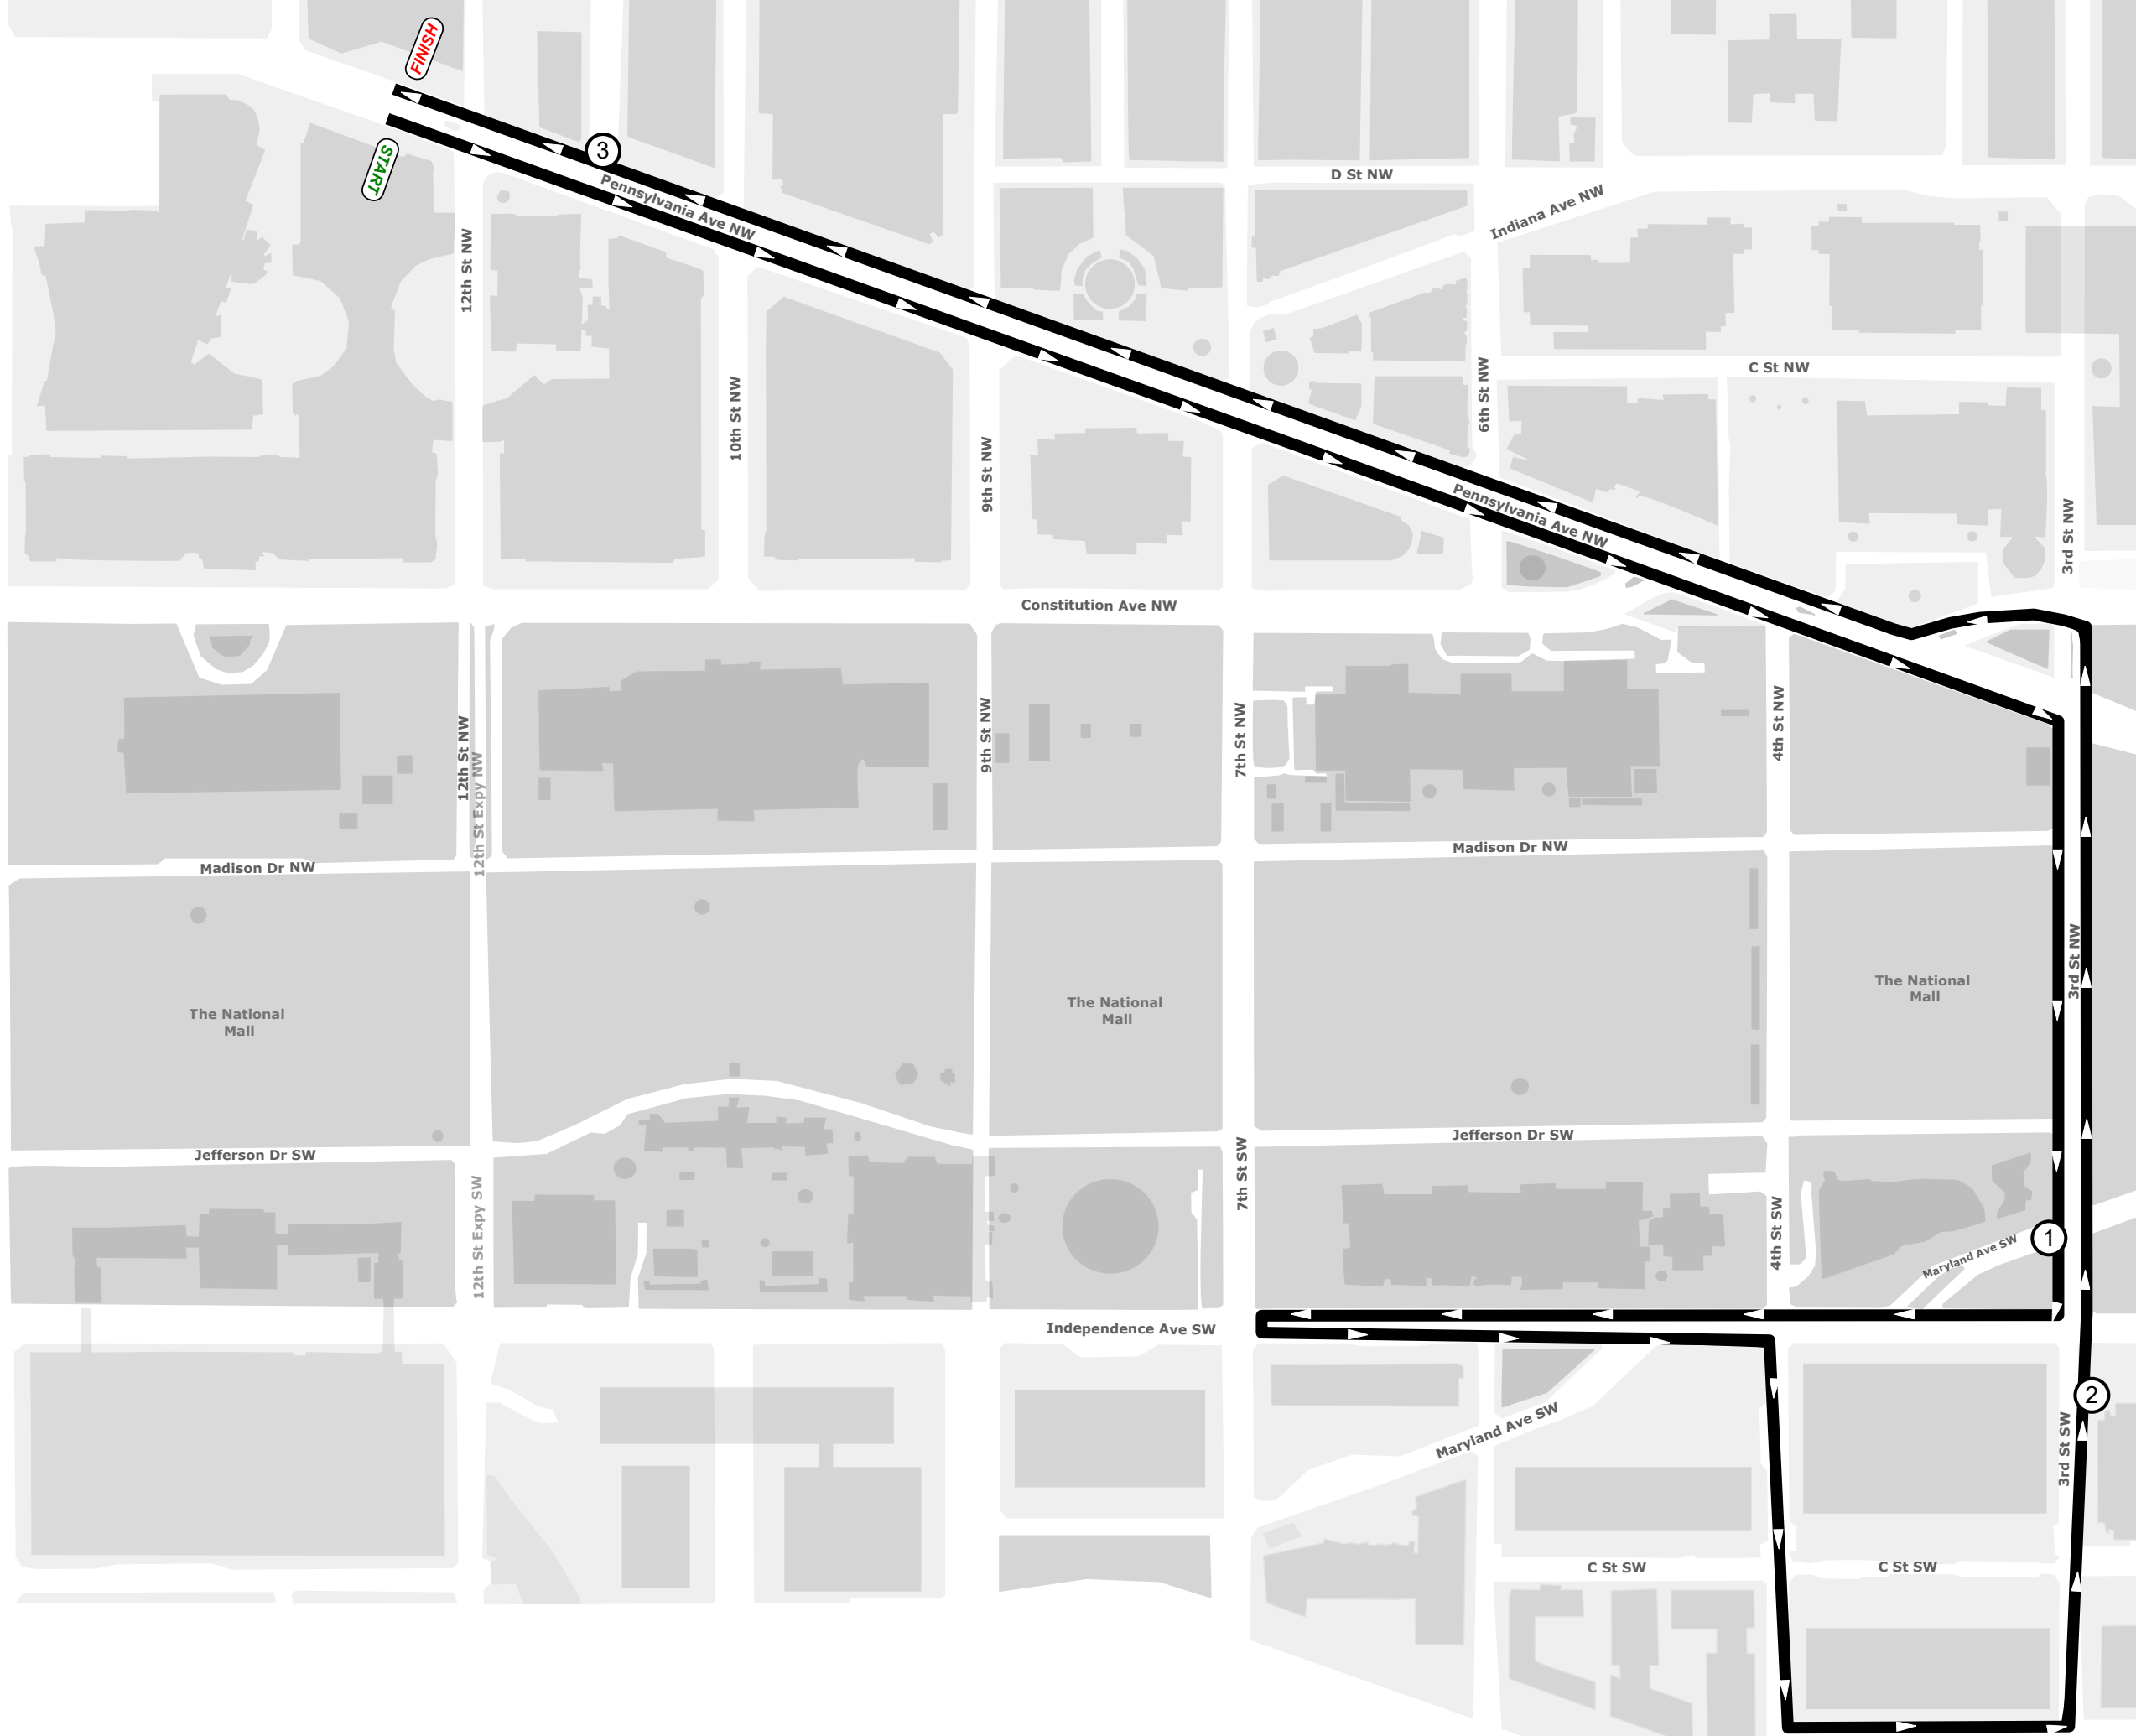 FINISH
START
3
Pennsylvania Ave NW
D St NW
Indiana Ave NW
12th St NW
10th St NW
9th St NW
6th St NW
C St NW
Pennsylvania Ave NW
3rd St NW
Constitution Ave NW
12th St NW
12th St Expy NW
9th St NW
7th St NW
4th St NW
Madison Dr NW
Madison Dr NW
3rd St NW
The National
Mall
The National
Mall
The National
Mall
Jefferson Dr SW
Jefferson Dr SW
12th St Expy SW
7th St SW
4th St SW
Maryland Ave SW
1
Independence Ave SW
2
Maryland Ave SW
3rd St SW
C St SW
C St SW